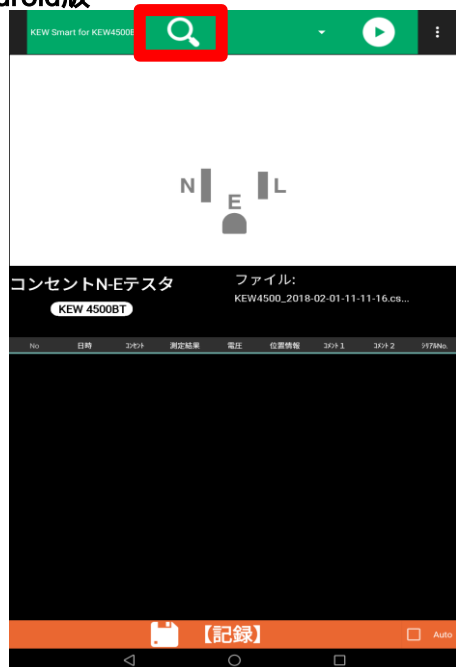 roid版
KEW Smart for KEW4500B
N L
E
コンセントN-Eテスタ
KEW 4500BT
ファイル:
KEW4500_2018-02-01-11-11-16.cs...
No 日時 コンセント 測定結果 電圧 位置情報 コメント1 コメント2 シリアルNo.
【記録】 Auto